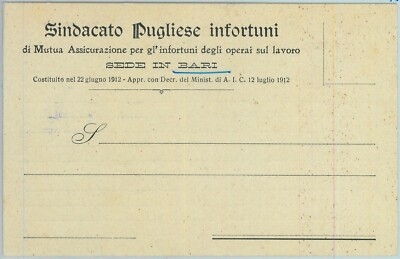 Sindacato Pugliese infortuni
di Mutua Assicurazione per gl'infortuni degli operai sul lavoro
SEDE IN BARI
Costituito nel 22 giugno 1912 - Appr. con Decr. del Minist. di A. I. C. 12 luglio 1912
S